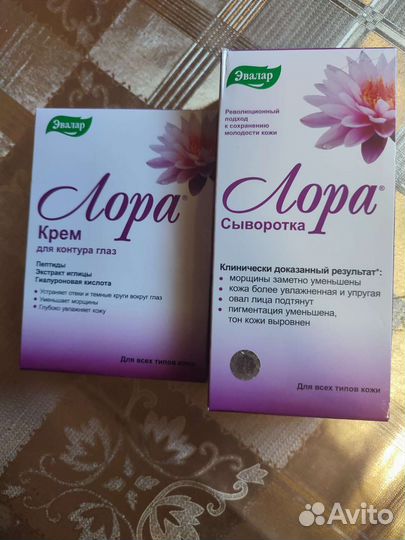 Эвалар
Лора®
Крем
для контура глаз
Пептиды
Экстракт иглицы
Гиалуроновая кислота
• Устраняет отеки и темные круги вокруг глаз
• Уменьшает морщины
• Глубоко увлажняет кожу
Для всех типов кожи
Эвалар
Революционный
подход
к сохранению
молодости кожи
Лора®
Сыворотка
Клинически доказанный результат*:
• морщины заметно уменьшены
• кожа более увлажненная и упругая
• овал лица подтянут
• пигментация уменьшена,
тон кожи выровнен
Для всех типов кожи
Avito